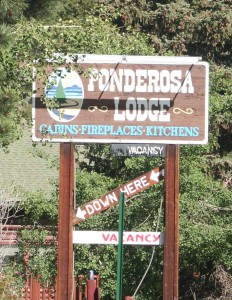 PONDEROSA
LODGE
CABINS·FIREPLACES·KITCHENS
VACANCY
DOWN HERE
VACANCY